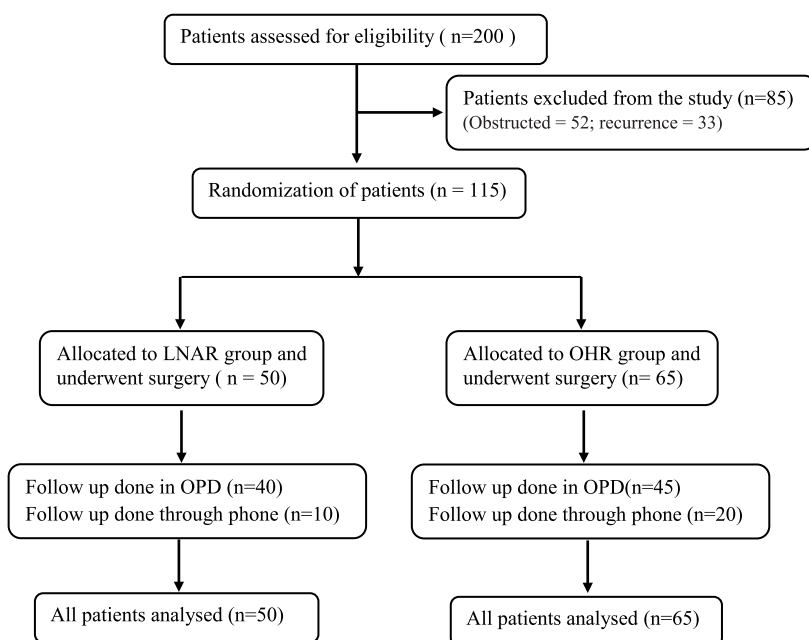 Patients assessed for eligibility ( n=200 )
Patients excluded from the study (n=85)
(Obstructed = 52; recurrence = 33)
Randomization of patients (n = 115)
Allocated to LNAR group and
underwent surgery ( n = 50)
Allocated to OHR group and
underwent surgery (n= 65)
Follow up done in OPD (n=40)
Follow up done through phone (n=10)
Follow up done in OPD(n=45)
Follow up done through phone (n=20)
All patients analysed (n=50)
All patients analysed (n=65)